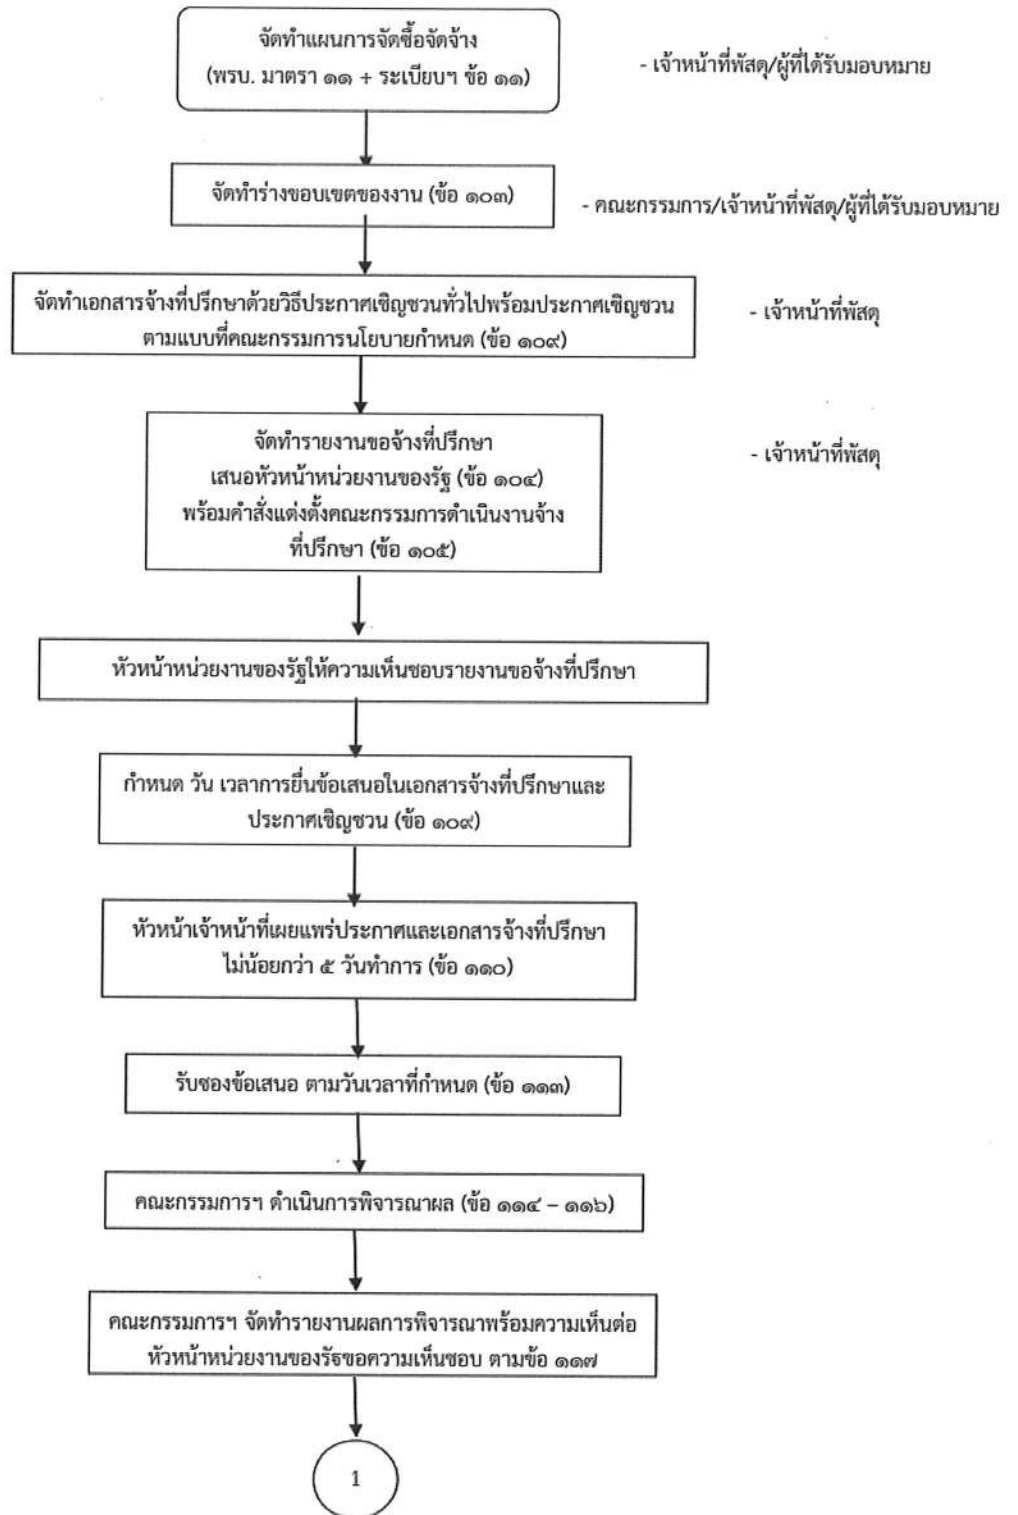 จัดทำแผนการจัดซื้อจัดจ้าง
(พรบ. มาตรา ๑๑ + ระเบียบฯ ข้อ ๑๑)
- เจ้าหน้าที่พัสดุ/ผู้ที่ได้รับมอบหมาย
จัดทำร่างขอบเขตของงาน (ข้อ ๑๐๓)
- คณะกรรมการ/เจ้าหน้าที่พัสดุ/ผู้ที่ได้รับมอบหมาย
จัดทำเอกสารจ้างที่ปรึกษาด้วยวิธีประกาศเชิญชวนทั่วไปพร้อมประกาศเชิญชวน
ตามแบบที่คณะกรรมการนโยบายกำหนด (ข้อ ๑๐๙)
- เจ้าหน้าที่พัสดุ
จัดทำรายงานขอจ้างที่ปรึกษา
เสนอหัวหน้าหน่วยงานของรัฐ (ข้อ ๑๐๔)
พร้อมคำสั่งแต่งตั้งคณะกรรมการดำเนินงานจ้าง
ที่ปรึกษา (ข้อ ๑๐๕)
- เจ้าหน้าที่พัสดุ
หัวหน้าหน่วยงานของรัฐให้ความเห็นชอบรายงานขอจ้างที่ปรึกษา
กำหนด วัน เวลาการยื่นข้อเสนอในเอกสารจ้างที่ปรึกษาและ
ประกาศเชิญชวน (ข้อ ๑๐๙)
หัวหน้าเจ้าหน้าที่เผยแพร่ประกาศและเอกสารจ้างที่ปรึกษา
ไม่น้อยกว่า ๕ วันทำการ (ข้อ ๑๑๐)
รับซองข้อเสนอ ตามวันเวลาที่กำหนด (ข้อ ๑๑๓)
คณะกรรมการฯ ดำเนินการพิจารณาผล (ข้อ ๑๑๔ – ๑๑๖)
คณะกรรมการฯ จัดทำรายงานผลการพิจารณาพร้อมความเห็นต่อ
หัวหน้าหน่วยงานของรัฐขอความเห็นชอบ ตามข้อ ๑๑๗
1